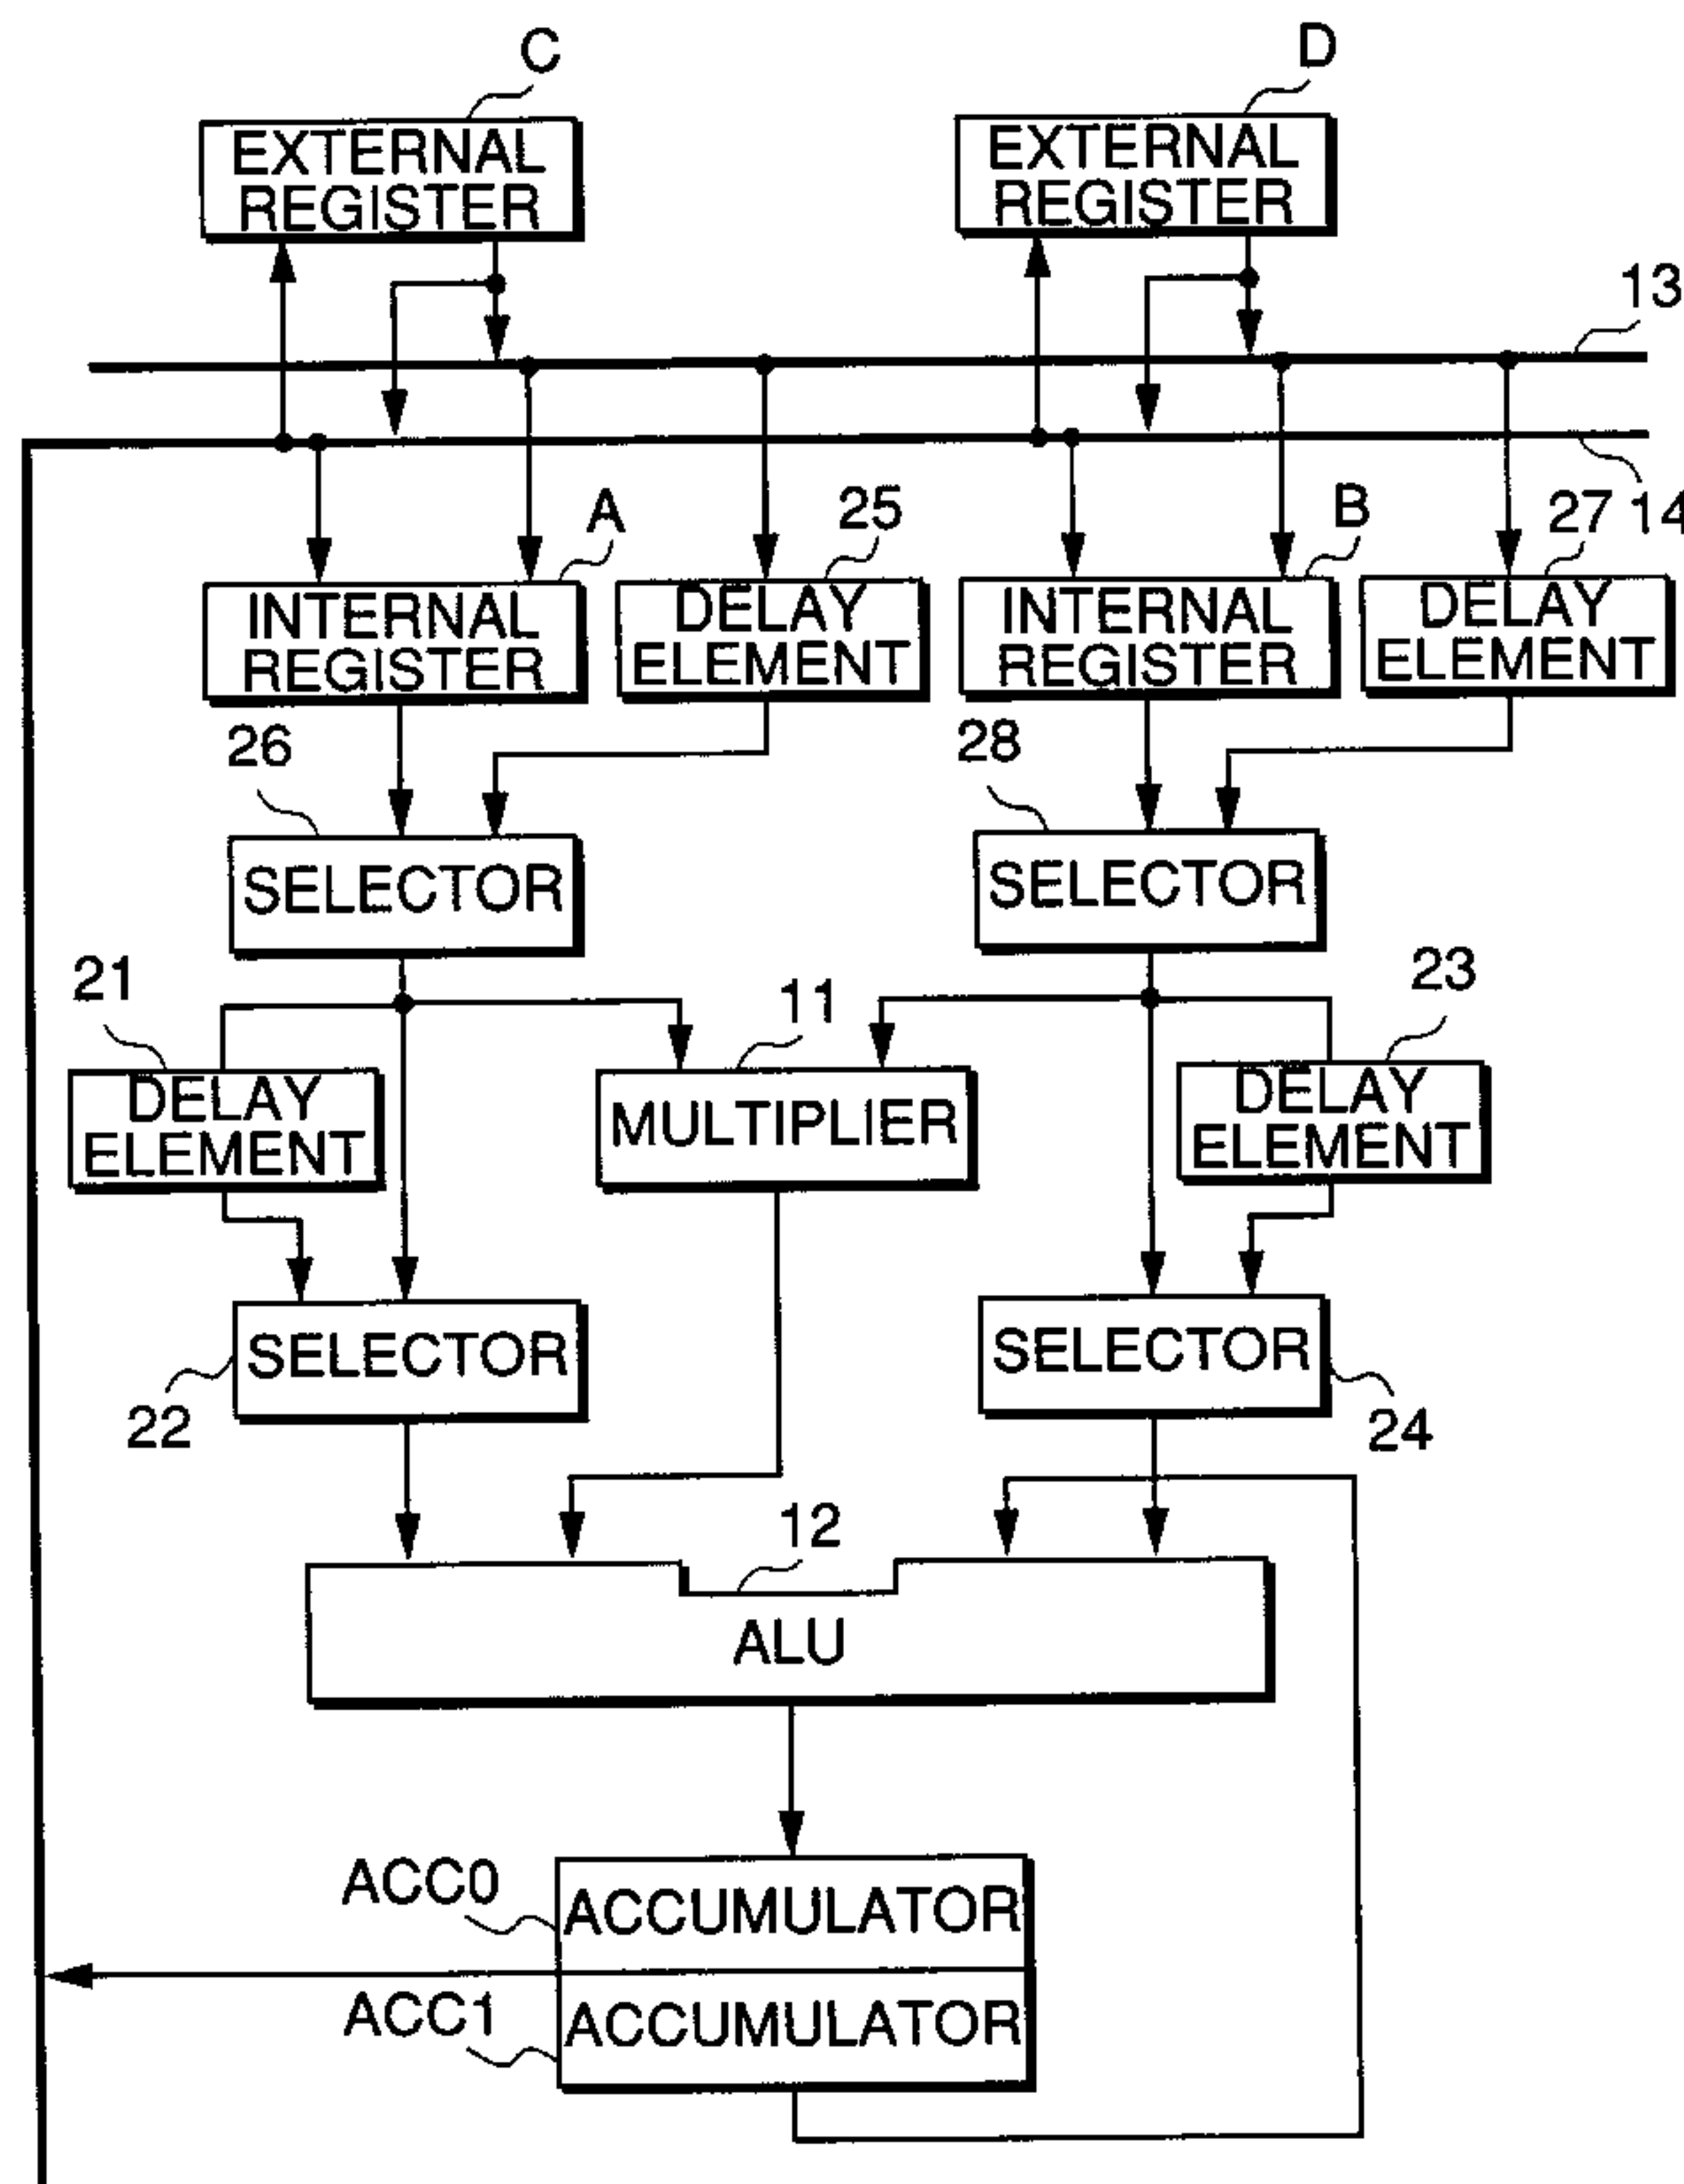 C
D
EXTERNAL
REGISTER
EXTERNAL
REGISTER
13
A
25
B
27
14
INTERNAL
REGISTER
DELAY
ELEMENT
INTERNAL
REGISTER
DELAY
ELEMENT
26
28
SELECTOR
SELECTOR
21
11
23
DELAY
ELEMENT
MULTIPLIER
DELAY
ELEMENT
SELECTOR
SELECTOR
22
24
12
ALU
ACC0
ACCUMULATOR
ACC1
ACCUMULATOR